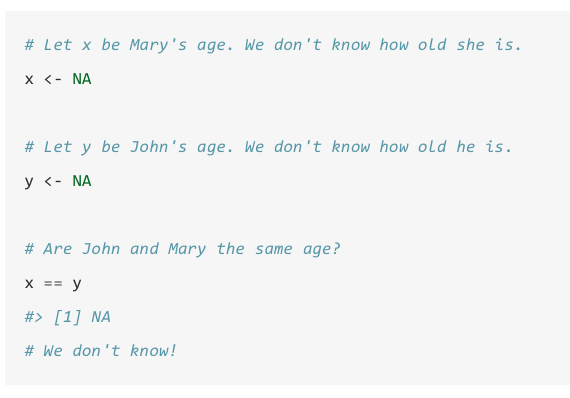 # Let x be Mary's age. We don't know how old she is.
x <- NA
# Let y be John's age. We don't know how old he is.
y <- NA
# Are John and Mary the same age?
x == y
#> [1] NA
# We don't know!